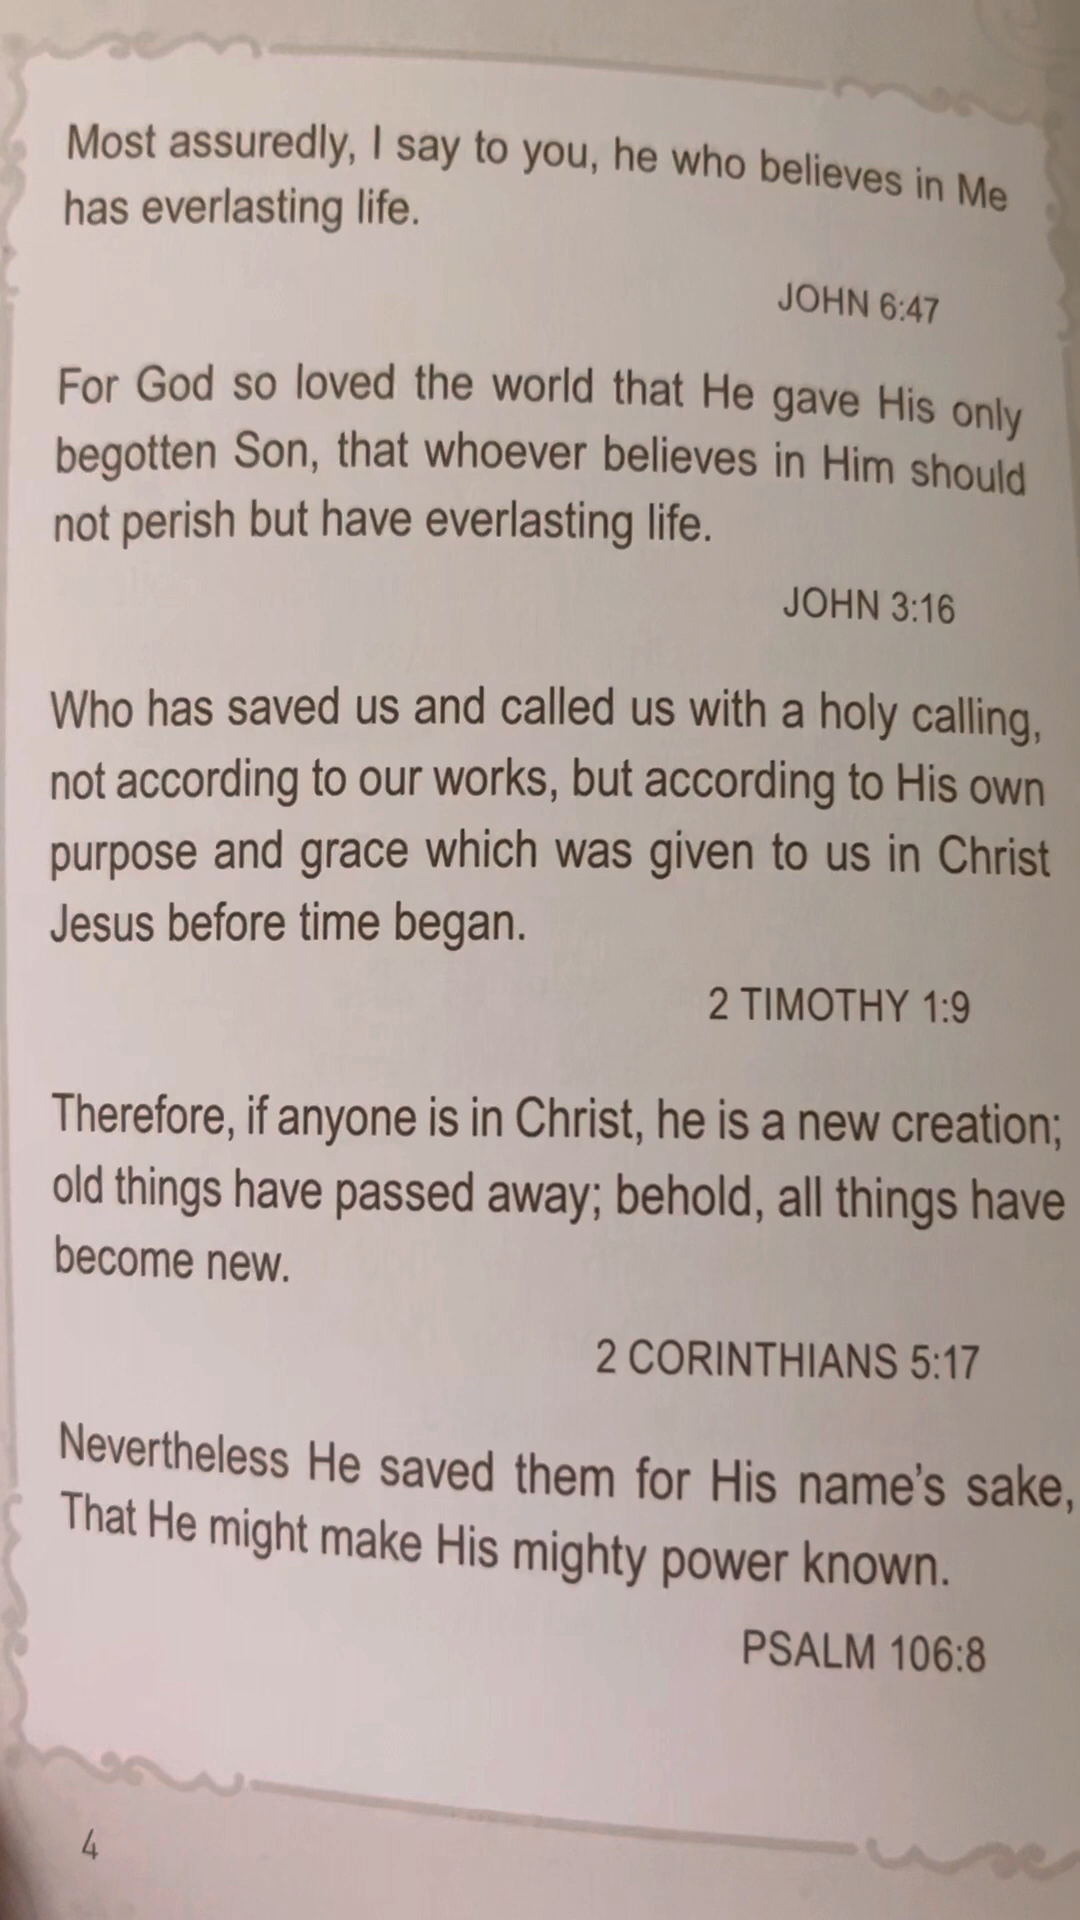 Most assuredly, I say to you, he who believes in Me
has everlasting life.
JOHN 6:47
For God so loved the world that He gave His only
begotten Son, that whoever believes in Him should
not perish but have everlasting life.
JOHN 3:16
Who has saved us and called us with a holy calling,
not according to our works, but according to His own
purpose and grace which was given to us in Christ
Jesus before time began.
2 TIMOTHY 1:9
Therefore, if anyone is in Christ, he is a new creation;
old things have passed away; behold, all things have
become new.
2 CORINTHIANS 5:17
Nevertheless He saved them for His name's sake,
That He might make His mighty power known.
PSALM 106:8
4